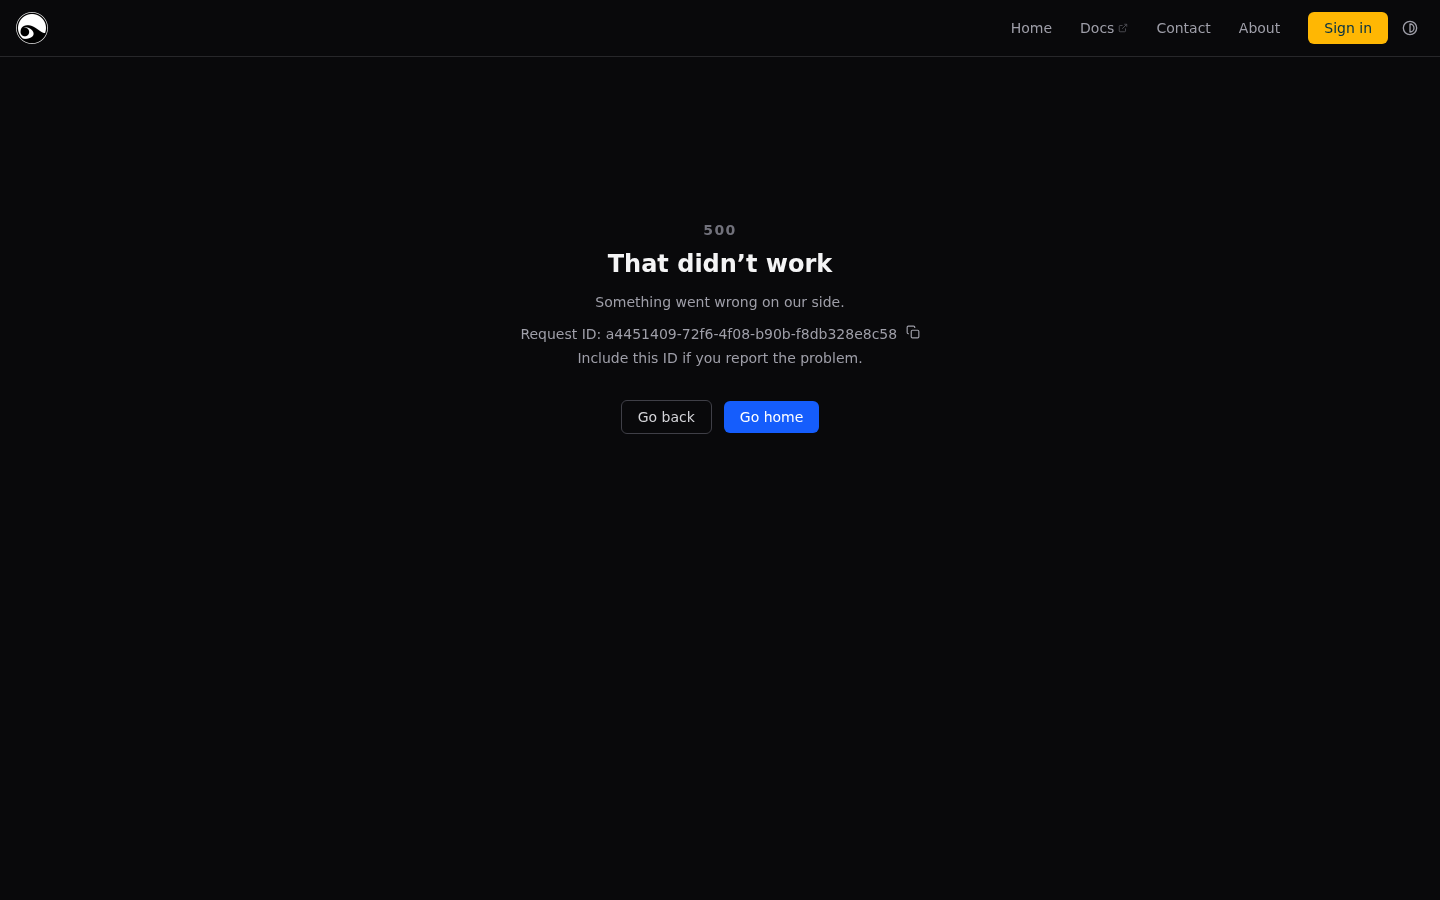 Home
Docs
Contact
About
Sign in
500
That didn’t work
Something went wrong on our side.
Request ID: a4451409-72f6-4f08-b90b-f8db328e8c58
Include this ID if you report the problem.
Go back
Go home